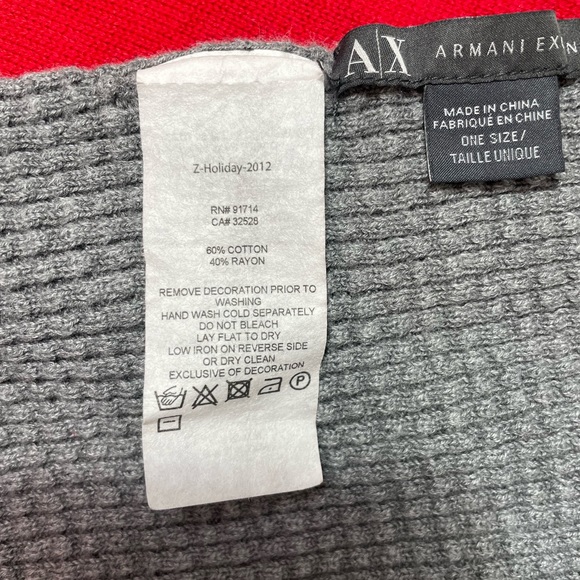 Z-Holiday-2012
RN# 91714
CA# 32528
60% COTTON
40% RAYON
REMOVE DECORATION PRIOR TO
WASHING
HAND WASH COLD SEPARATELY
DO NOT BLEACH
LAY FLAT TO DRY
LOW IRON ON REVERSE SIDE
OR DRY CLEAN
EXCLUSIVE OF DECORATION
P
A|X ARMANI EX
MADE IN CHINA
FABRIQUÉ EN CHINE
ONE SIZE/
TAILLE UNIQUE